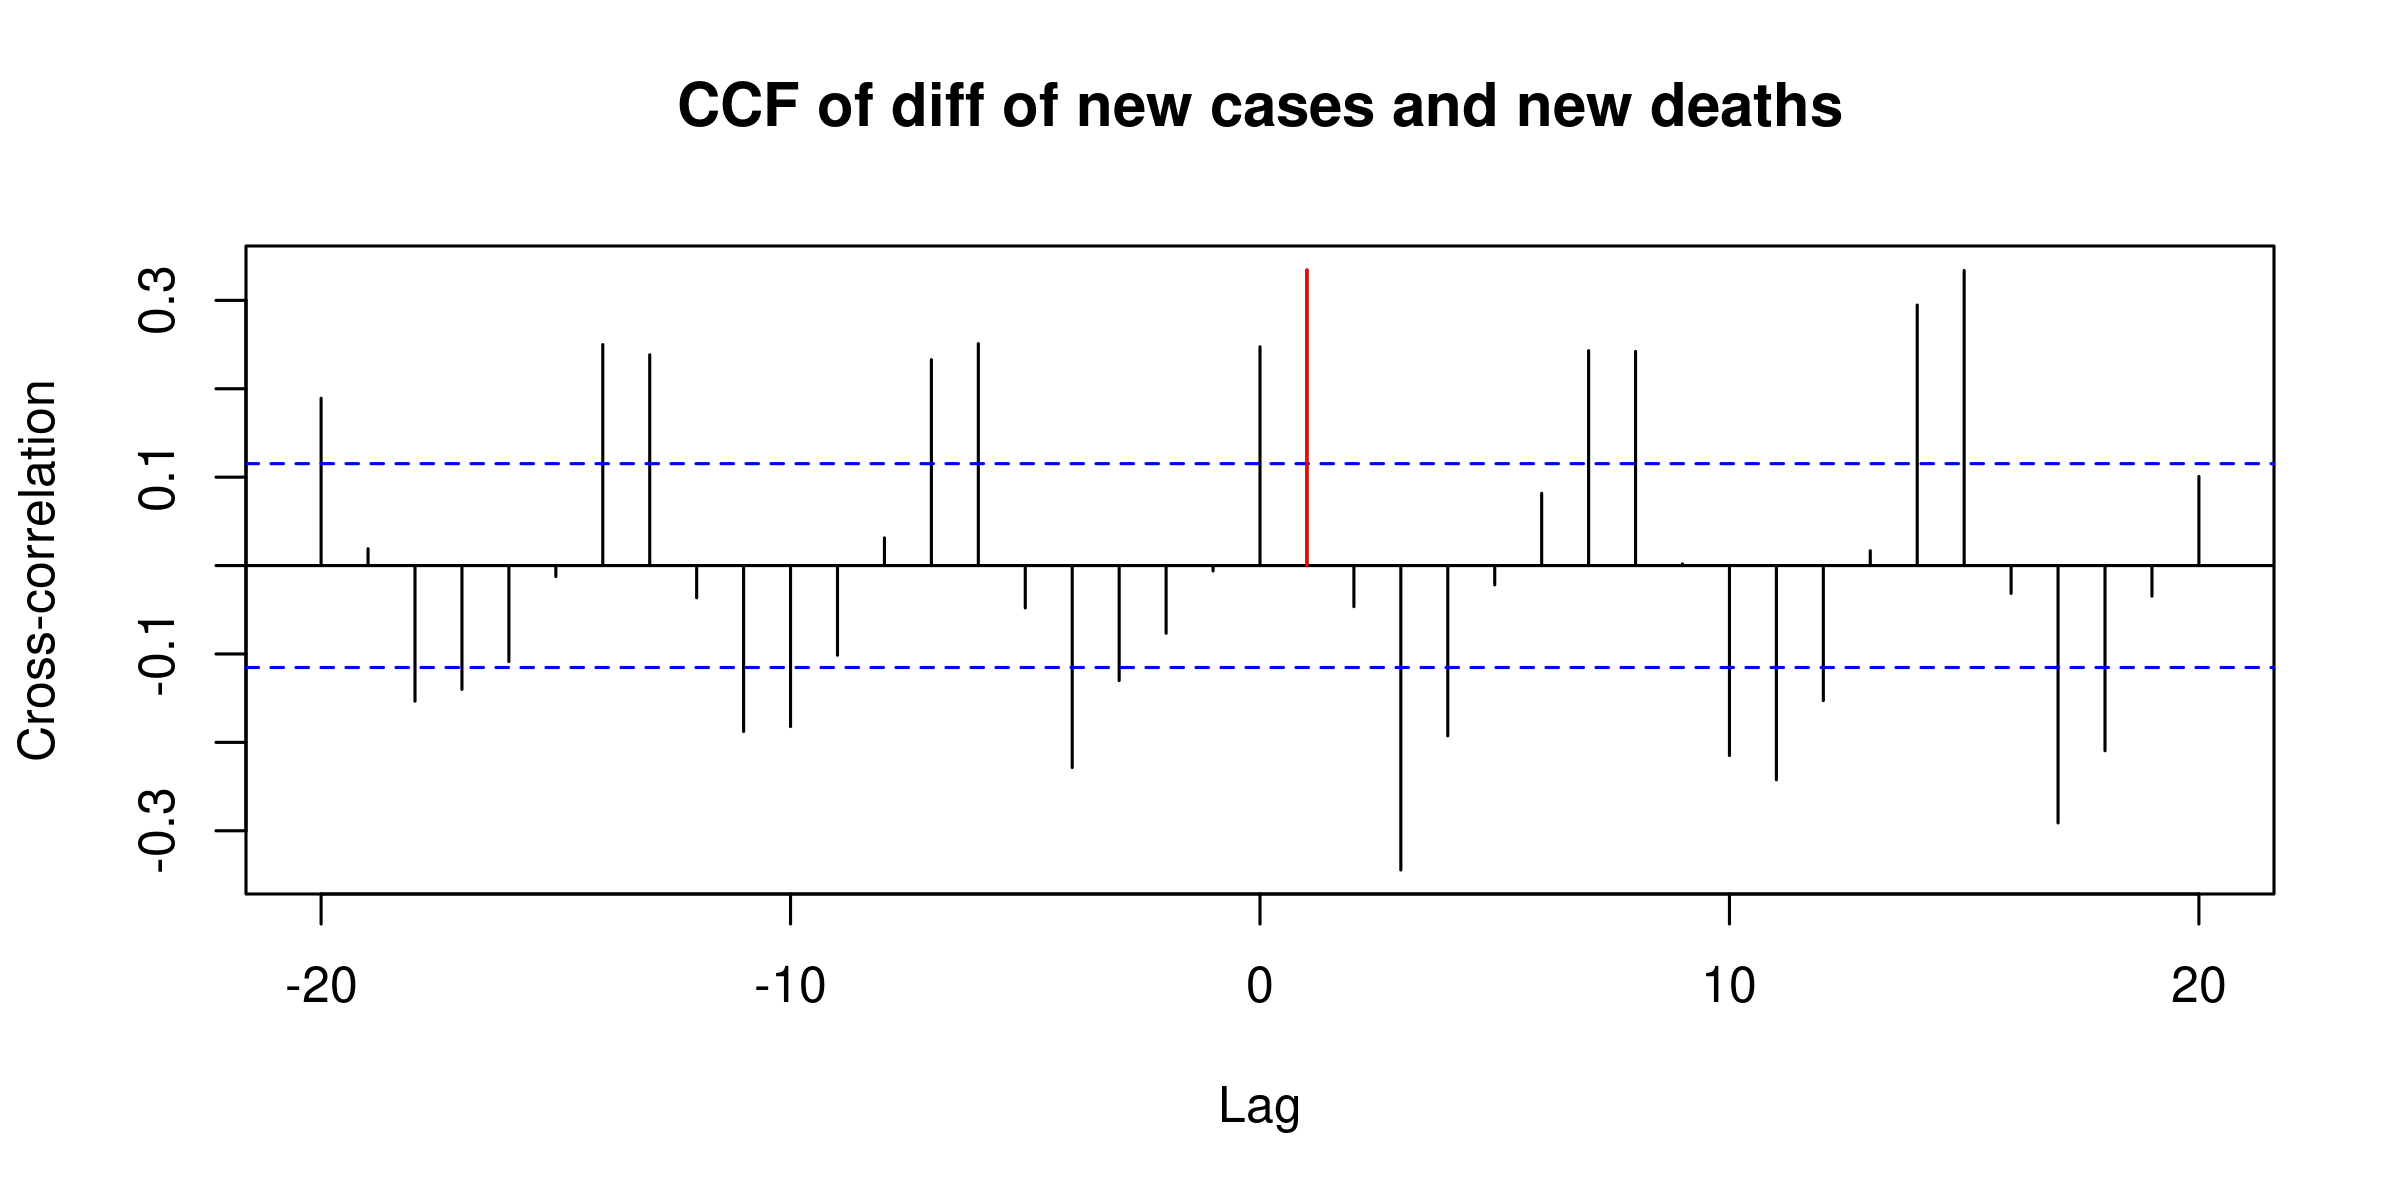 CCF of diff of new cases and new deaths
Cross-correlation
0.3
0.1
-0.1
-0.3
-20 -10 0 10 20
Lag